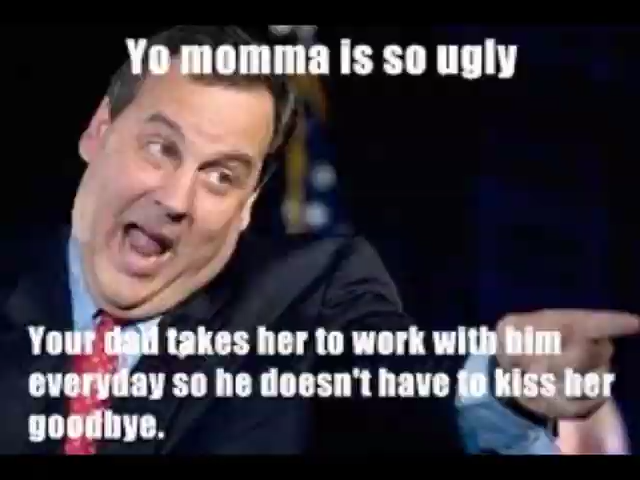 Yo momma is so ugly
Your dad takes her to work with him
everyday so he doesn't have to kiss her
goodbye.